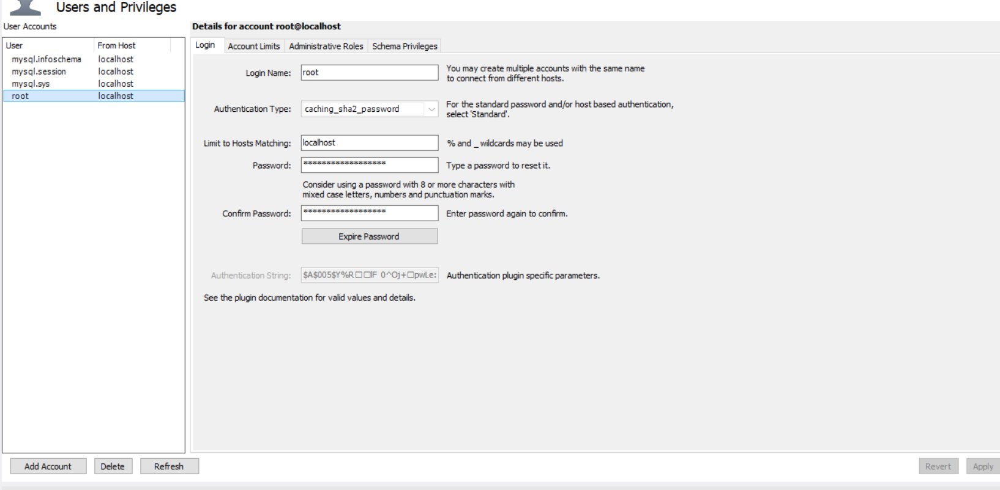 Users and Privileges
User Accounts
Details for account root@localhost
User From Host
mysql.infoschema localhost
mysql.session localhost
mysql.sys localhost
root localhost
Login Account Limits Administrative Roles Schema Privileges
Login Name: root
You may create multiple accounts with the same name
to connect from different hosts.
Authentication Type: caching_sha2_password
For the standard password and/or host based authentication,
select 'Standard'.
Limit to Hosts Matching: localhost % and _ wildcards may be used
Password: ****************** Type a password to reset it.
Consider using a password with 8 or more characters with
mixed case letters, numbers and punctuation marks.
Confirm Password: ****************** Enter password again to confirm.
Expire Password
Authentication String: $A$005$Y%R□□lF 0^Oj+□pwLe: Authentication plugin specific parameters.
See the plugin documentation for valid values and details.
Add Account Delete Refresh Revert Apply